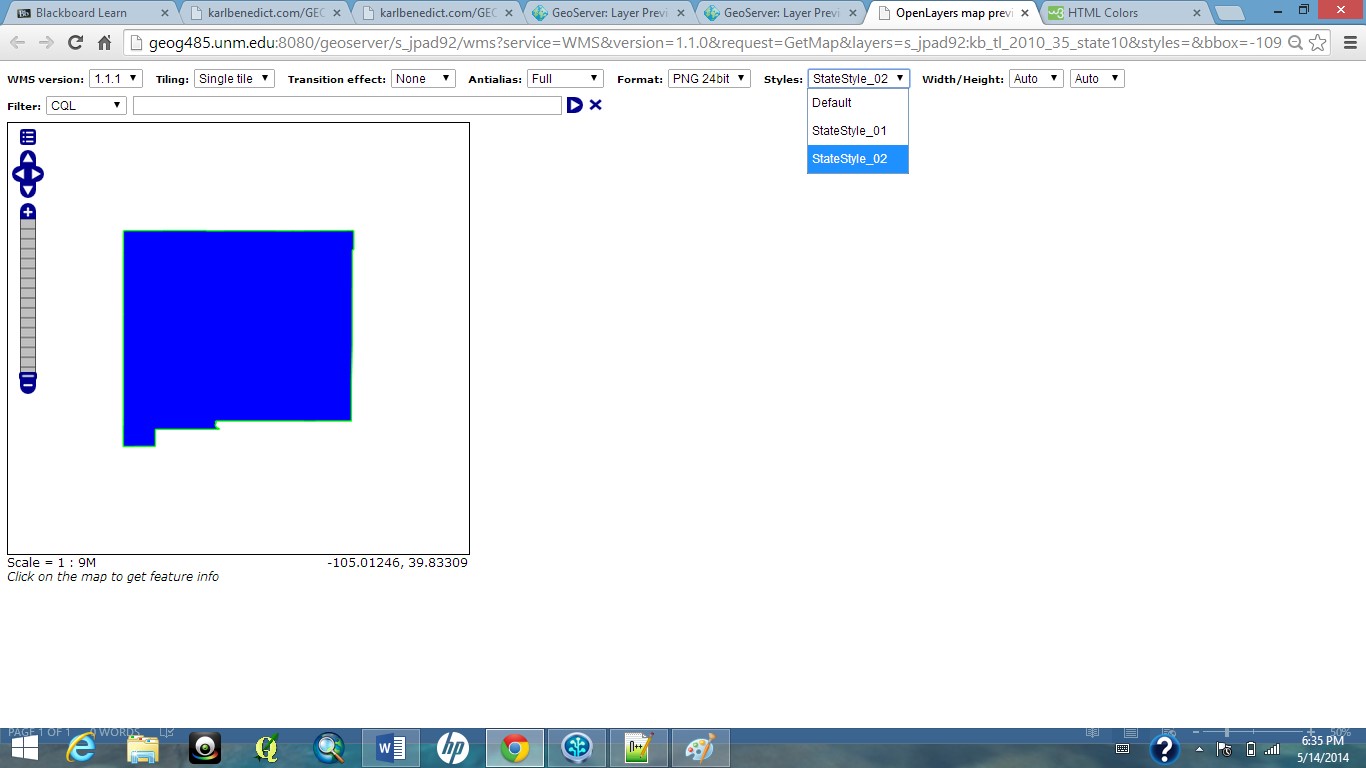 Blackboard Learn karlbenedict.com/GEO karlbenedict.com/GEO GeoServer: Layer Previ GeoServer: Layer Previ OpenLayers map previ HTML Colors
geog485.unm.edu:8080/geoserver/s_jpad92/wms?service=WMS&version=1.1.0&request=GetMap&layers=s_jpad92:kb_tl_2010_35_state10&styles=&bbox=-109
WMS version: 1.1.1 Tiling: Single tile Transition effect: None Antialias: Full Format: PNG 24bit Styles: StateStyle_02 Width/Height: Auto Auto
Filter: CQL
Default
StateStyle_01
StateStyle_02
Scale = 1 : 9M -105.01246, 39.83309
Click on the map to get feature info
PAGE 1 OF 1 0 WORDS 50%
6:35 PM
5/14/2014